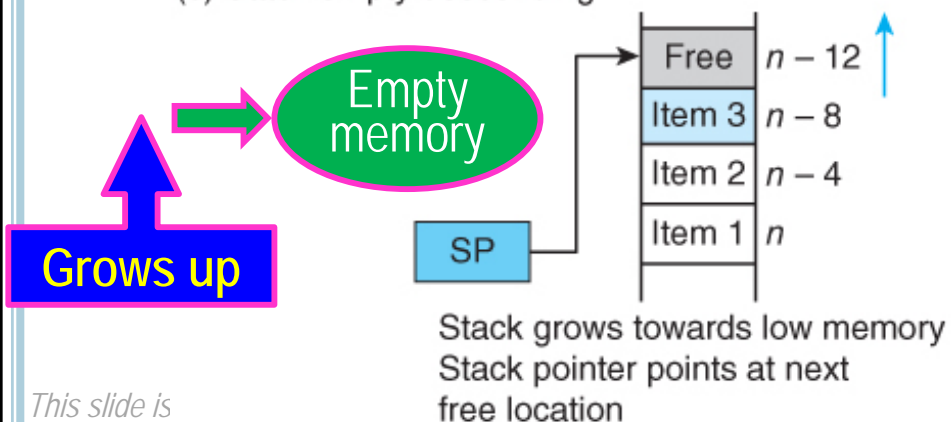 Free n – 12
Empty
memory
Item 3 n – 8
Item 2 n – 4
Item 1 n
SP
Grows up
Stack grows towards low memory
Stack pointer points at next
free location
This slide is